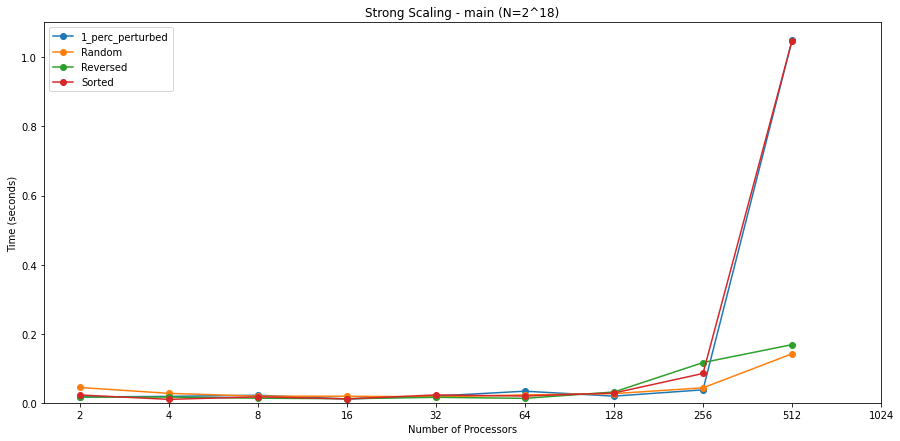 Strong Scaling - main (N=2^18)
1_perc_perturbed
Random
Reversed
Sorted
Time (seconds)
1.0
0.8
0.6
0.4
0.2
0.0
2 4 8 16 32 64 128 256 512 1024
Number of Processors